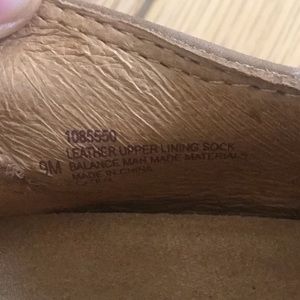 1085550
LEATHER UPPER LINING SOCK
9M BALANCE MAN MADE MATERIALS
MADE IN CHINA